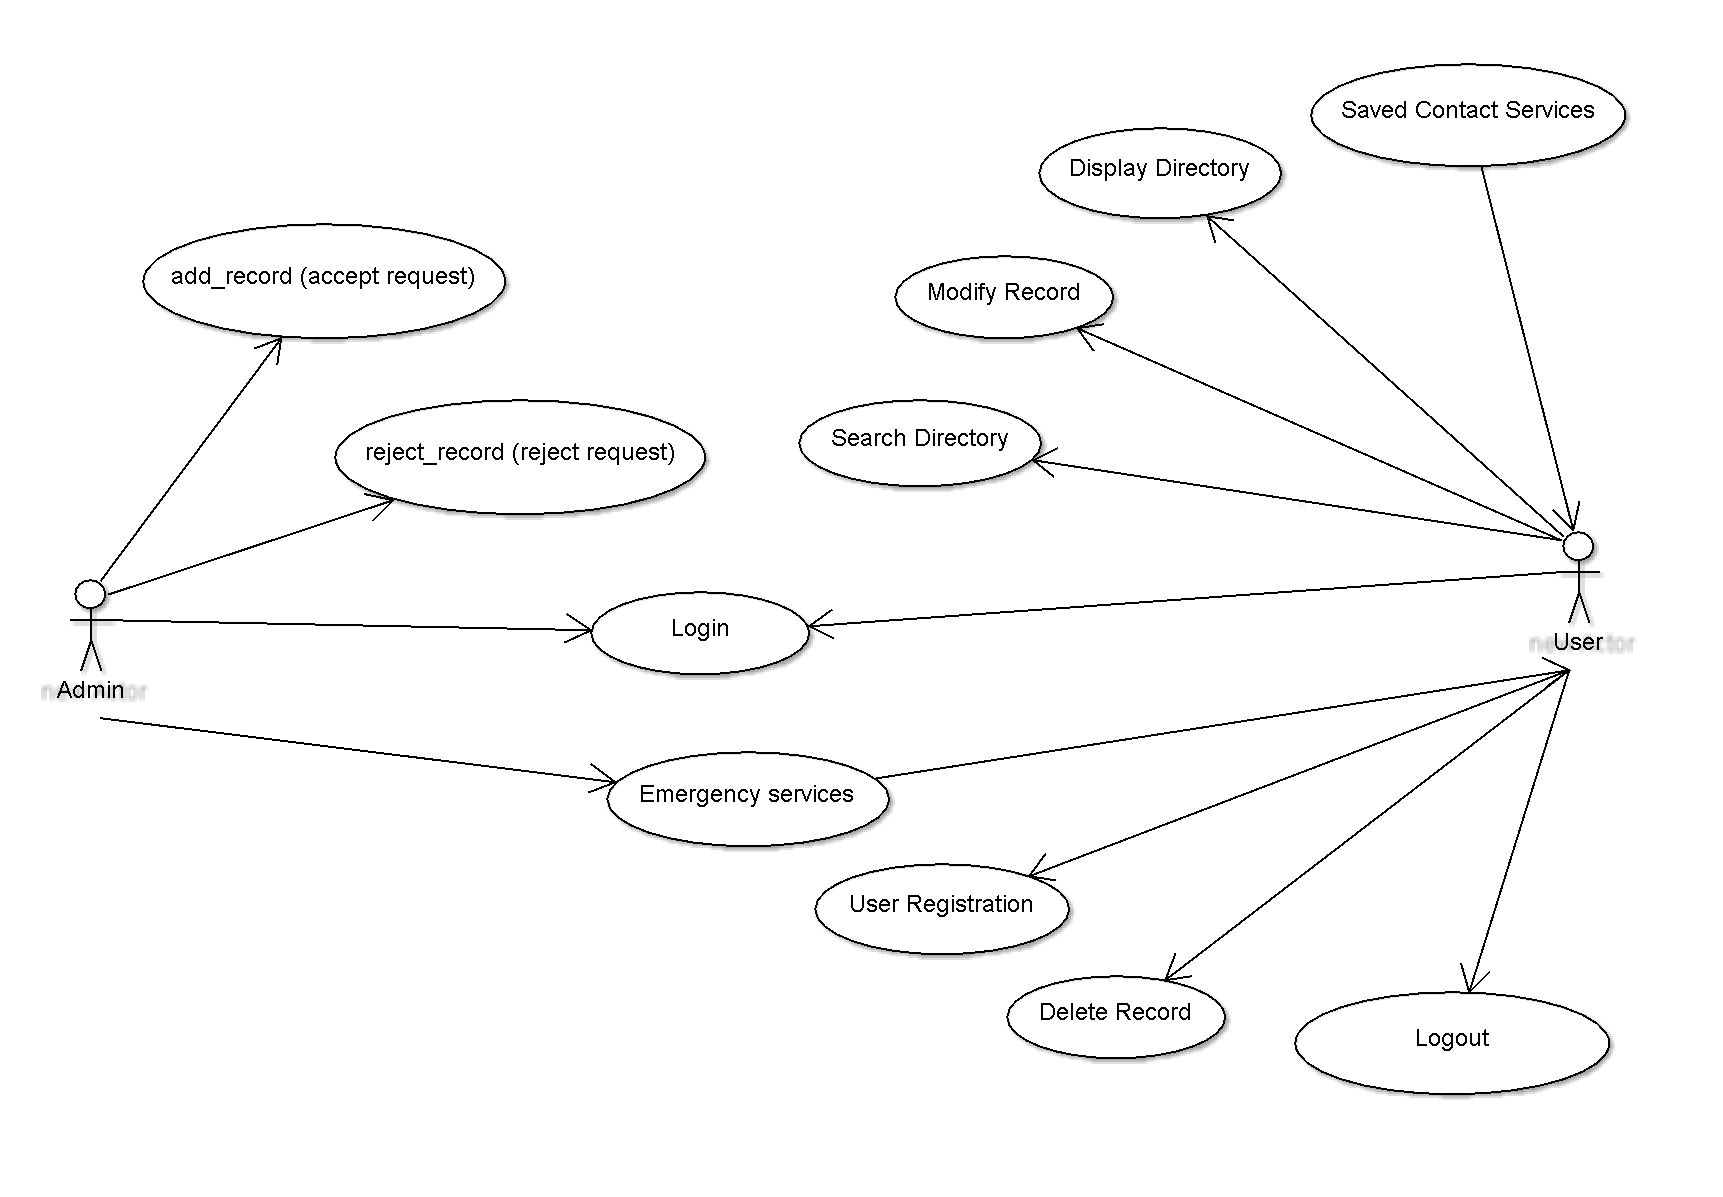 Saved Contact Services
Display Directory
add_record (accept request)
Modify Record
Search Directory
reject_record (reject request)
Login
User
Admin
Emergency services
User Registration
Delete Record
Logout